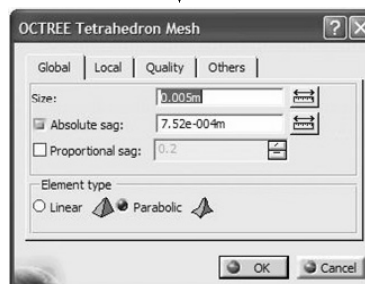 OCTREE Tetrahedron Mesh
Global Local Quality Others
Size: 0.005m
Absolute sag: 7.52e-004m
Proportional sag: 0.2
Element type
Linear Parabolic
OK Cancel